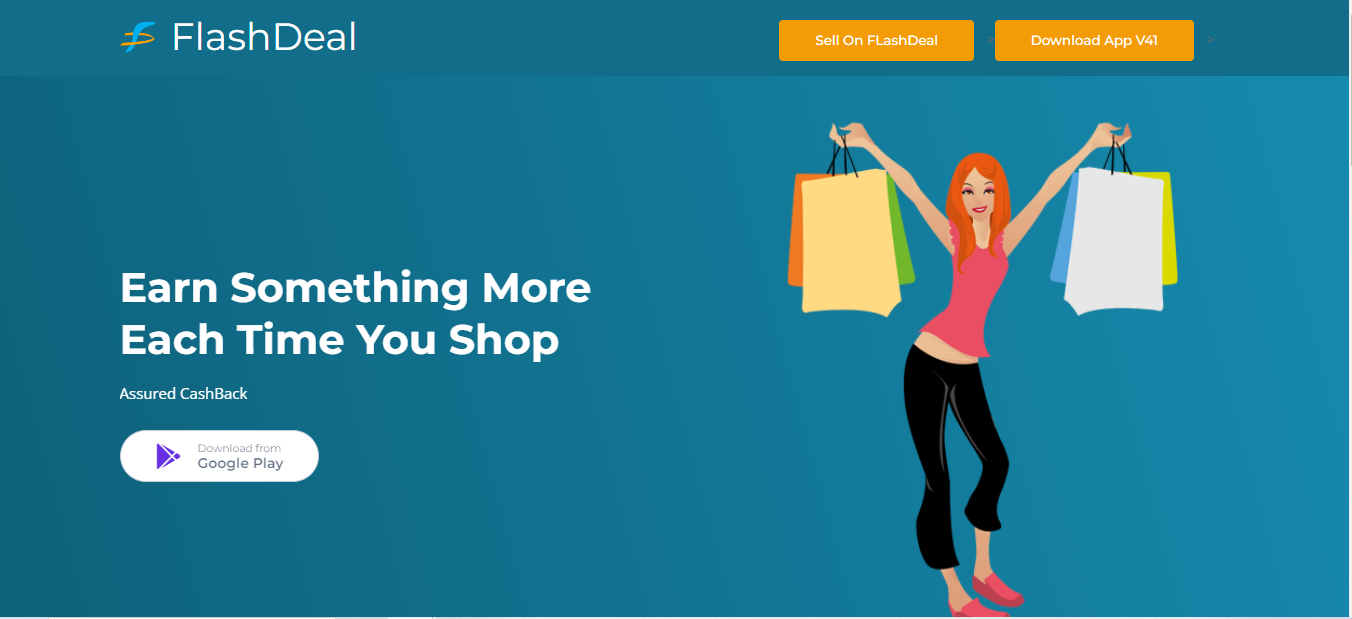 FlashDeal
Sell On FLashDeal
>
Download App V41
>
Earn Something More
Each Time You Shop
Assured CashBack
Download from
Google Play